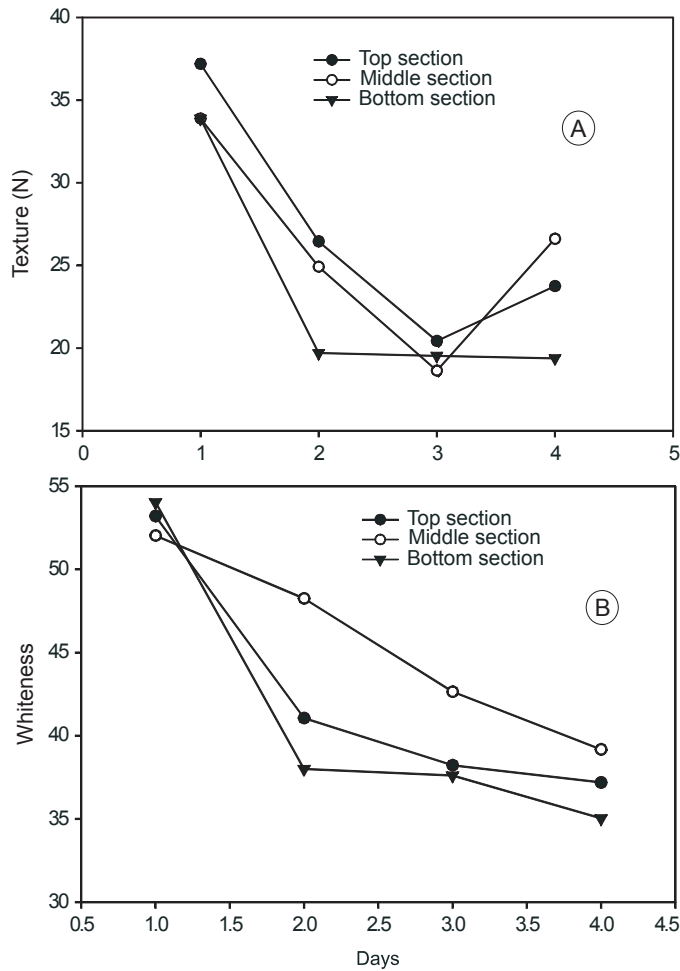 40
Top section
Middle section
Bottom section
A
35
30
25
20
15
Texture (N)
0 1 2 3 4 5
55
Top section
Middle section
Bottom section
B
50
45
40
35
30
Whiteness
0.5 1.0 1.5 2.0 2.5 3.0 3.5 4.0 4.5
Days